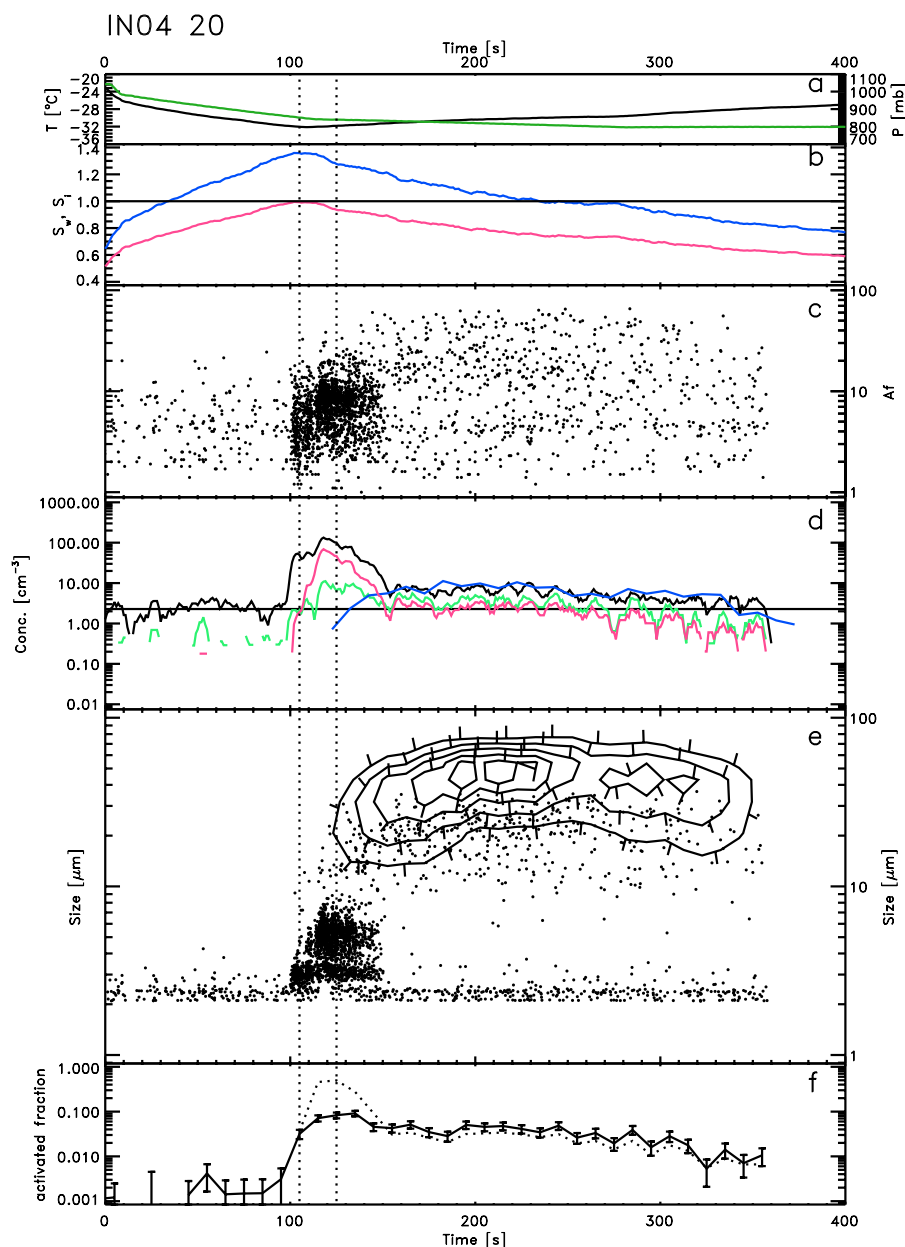 IN04 20
Time [s]
0 100 200 300 400
a
T [°C]
-20
-24
-28
-32
-36
P [mb]
1100
1000
900
800
700
b
S_w, S_i
1.4
1.2
1.0
0.8
0.6
0.4
c
100
10
1
Af
d
Conc. [cm⁻³]
1000.00
100.00
10.00
1.00
0.10
0.01
e
Size [μm]
100
10
1
Size [μm]
f
activated fraction
1.000
0.100
0.010
0.001
0 100 200 300 400
Time [s]